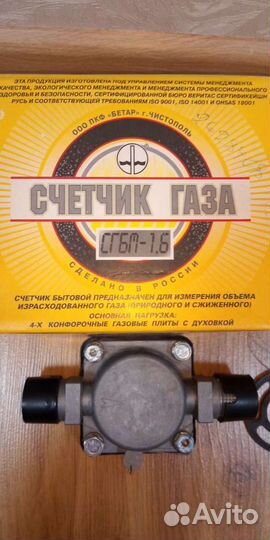 ЭТА ПРОДУКЦИЯ ИЗГОТОВЛЕНА ПОД УПРАВЛЕНИЕМ СИСТЕМЫ МЕНЕДЖМЕНТА
КАЧЕСТВА, ЭКОЛОГИЧЕСКОГО МЕНЕДЖМЕНТА И МЕНЕДЖМЕНТА ПРОФЕССИОНАЛЬНОГО
ЗДОРОВЬЯ И БЕЗОПАСНОСТИ, СЕРТИФИЦИРОВАННОЙ БЮРО ВЕРИТАС СЕРТИФИКЕЙШН
РУСЬ И СООТВЕТСТВУЮЩЕЙ ТРЕБОВАНИЯМ ISO 9001, ISO 14001 И OHSAS 18001
ООО ПКФ "БЕТАР" г. ЧИСТОПОЛЬ
СЧЕТЧИК ГАЗА
СГБМ-1,6
СДЕЛАНО В РОССИИ
СЧЕТЧИК БЫТОВОЙ ПРЕДНАЗНАЧЕН ДЛЯ ИЗМЕРЕНИЯ ОБЪЕМА
ИЗРАСХОДОВАННОГО ГАЗА (ПРИРОДНОГО И СЖИЖЕННОГО)
ОСНОВНАЯ НАГРУЗКА:
4-Х КОНФОРОЧНЫЕ ГАЗОВЫЕ ПЛИТЫ С ДУХОВКОЙ
Avito